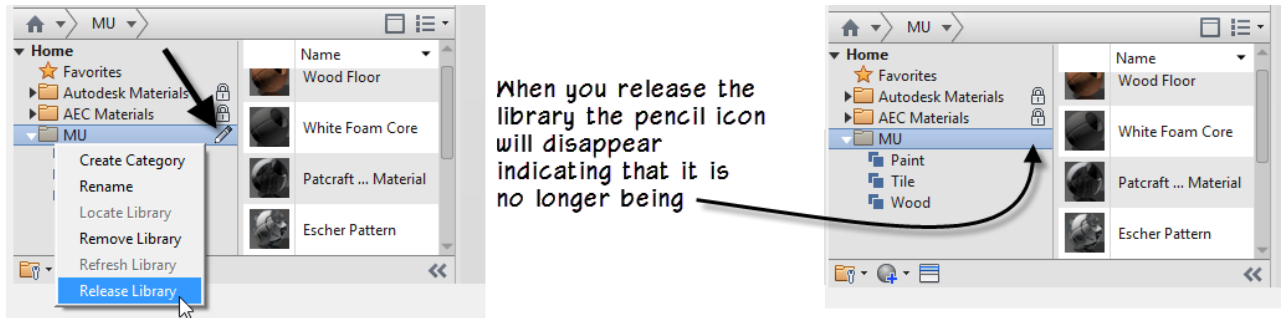 MU
Home
Favorites
Autodesk Materials
AEC Materials
MU
Create Category
Rename
Locate Library
Remove Library
Refresh Library
Release Library
Name
Wood Floor
White Foam Core
Patcraft ... Material
Escher Pattern
When you release the
library the pencil icon
will disappear
indicating that it is
no longer being
MU
Home
Favorites
Autodesk Materials
AEC Materials
MU
Paint
Tile
Wood
Name
Wood Floor
White Foam Core
Patcraft ... Material
Escher Pattern